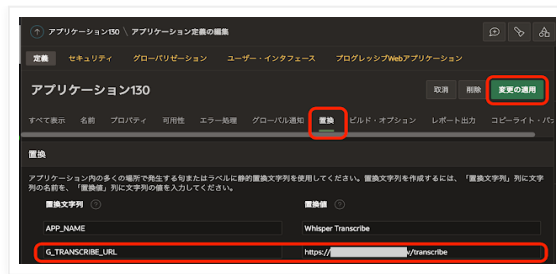 アプリケーション130 \ アプリケーション定義の編集
定義 セキュリティ グローバリゼーション ユーザー・インタフェース プログレッシブWebアプリケーション
アプリケーション130 取消 削除 変更の適用
すべて表示 名前 プロパティ 可用性 エラー処理 グローバル通知 置換 ビルド・オプション レポート出力 コピーライト・バ
置換
アプリケーション内の多くの場所で発生する句またはラベルに静的置換文字列を使用してください。置換文字列を作成するには、「置換文字列」列に文字
列の名前を、「置換値」列に文字列の値を入力してください。
置換文字列 置換値
APP_NAME Whisper Transcribe
G_TRANSCRIBE_URL https:// /transcribe